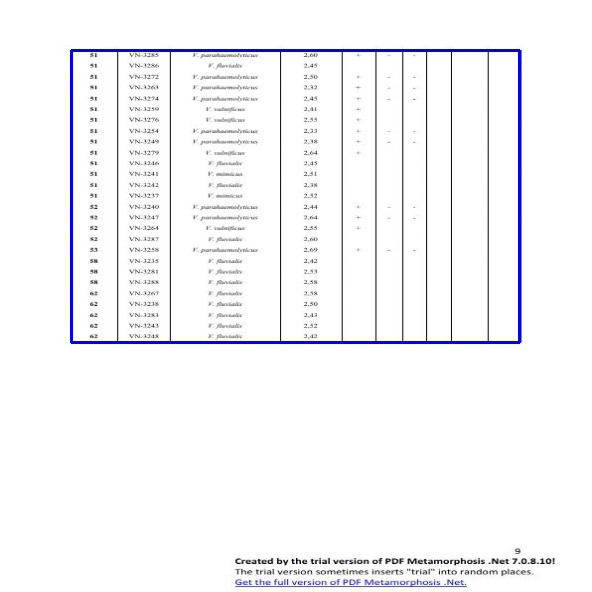 51 VN-3285 V. parahaemolyticus 2,60 + - -
51 VN-3286 V. fluvialis 2,45
51 VN-3272 V. parahaemolyticus 2,50 + - -
51 VN-3263 V. parahaemolyticus 2,32 + - -
51 VN-3274 V. parahaemolyticus 2,45 + - -
51 VN-3259 V. vulnificus 2,41 +
51 VN-3276 V. vulnificus 2,55 +
51 VN-3254 V. parahaemolyticus 2,33 + - -
51 VN-3249 V. parahaemolyticus 2,38 + - -
51 VN-3279 V. vulnificus 2,64 +
51 VN-3246 V. fluvialis 2,45
51 VN-3241 V. mimicus 2,51
51 VN-3242 V. fluvialis 2,38
51 VN-3237 V. mimicus 2,52
52 VN-3240 V. parahaemolyticus 2,44 + - -
52 VN-3247 V. parahaemolyticus 2,64 + - -
52 VN-3264 V. vulnificus 2,55 +
52 VN-3287 V. fluvialis 2,60
53 VN-3258 V. parahaemolyticus 2,69 + - -
58 VN-3235 V. fluvialis 2,42
58 VN-3281 V. fluvialis 2,53
58 VN-3288 V. fluvialis 2,58
62 VN-3267 V. fluvialis 2,58
62 VN-3238 V. fluvialis 2,50
62 VN-3283 V. fluvialis 2,43
62 VN-3243 V. fluvialis 2,52
62 VN-3248 V. fluvialis 2,42
9
Created by the trial version of PDF Metamorphosis .Net 7.0.8.10!
The trial version sometimes inserts "trial" into random places.
Get the full version of PDF Metamorphosis .Net.